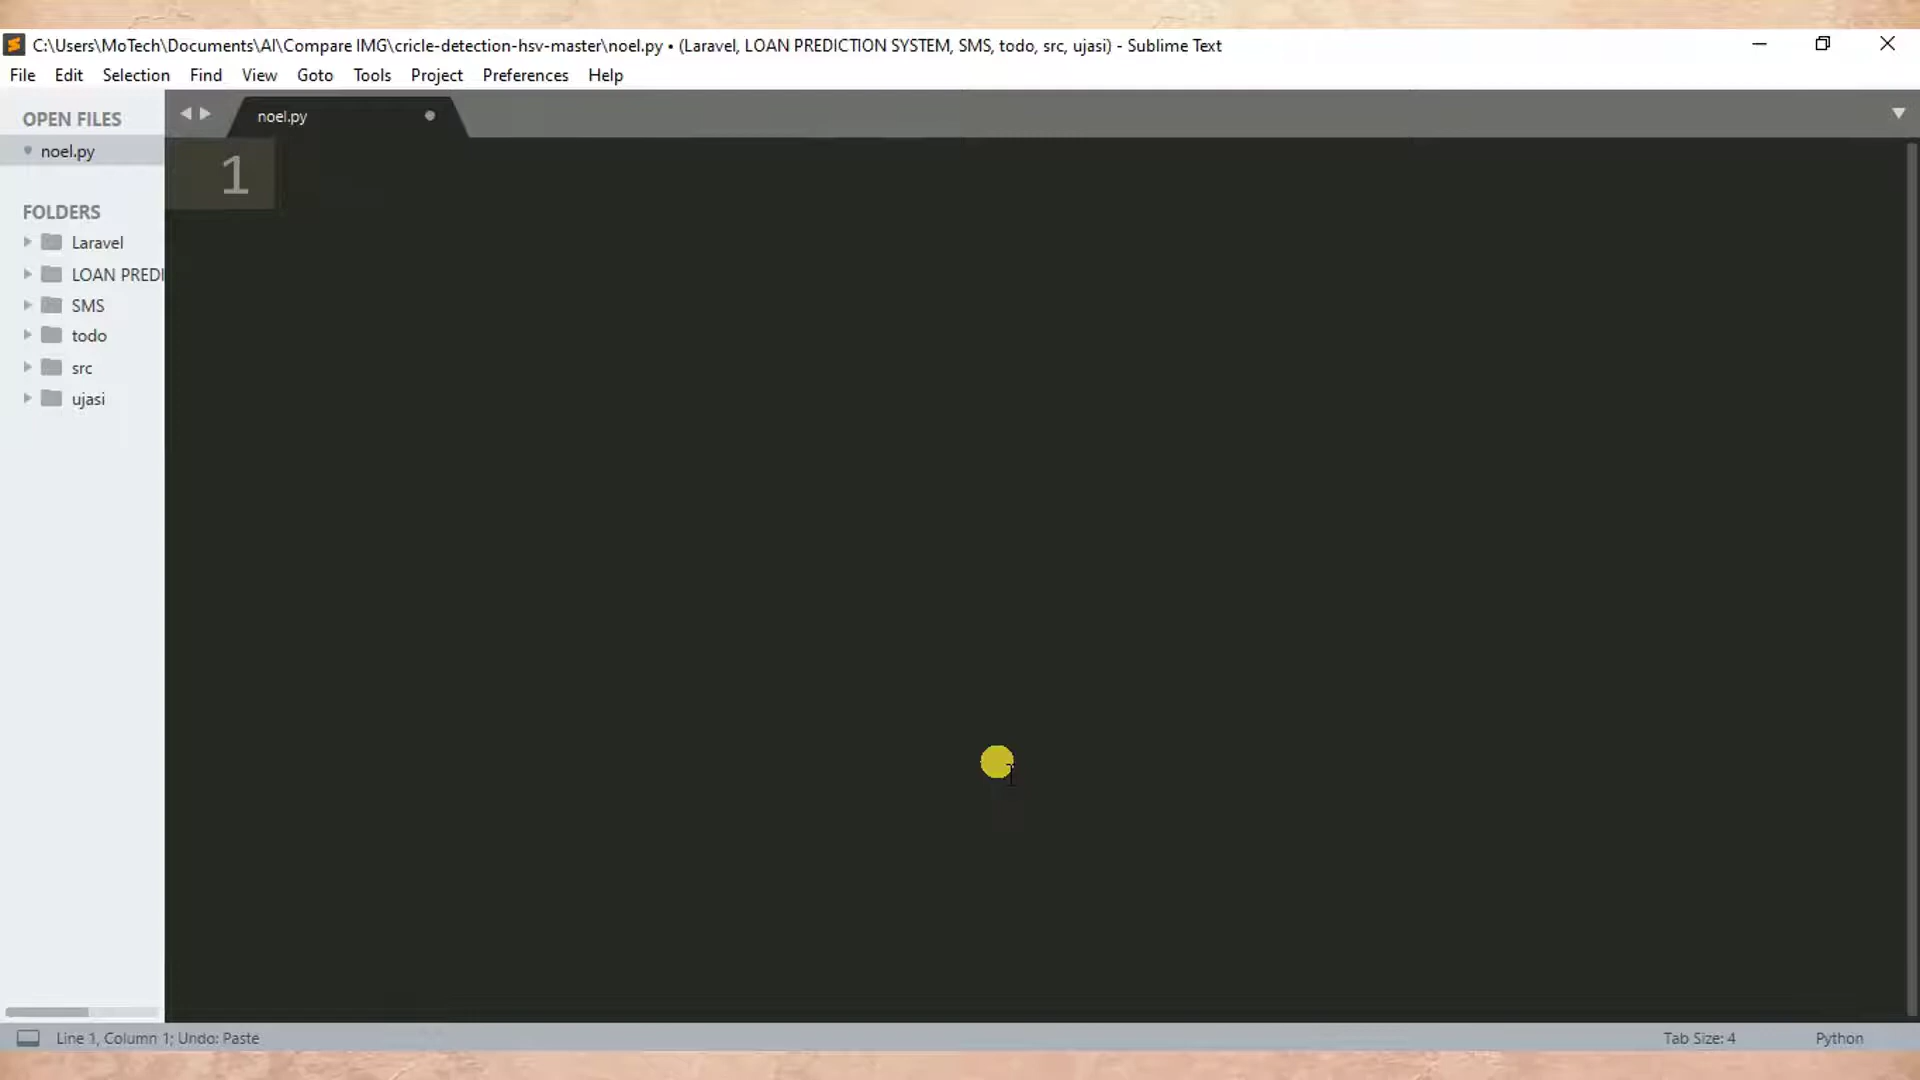 C:\Users\MoTech\Documents\AI\Compare IMG\cricle-detection-hsv-master\noel.py • (Laravel, LOAN PREDICTION SYSTEM, SMS, todo, src, ujasi) - Sublime Text
File Edit Selection Find View Goto Tools Project Preferences Help
OPEN FILES
noel.py
noel.py
1
FOLDERS
Laravel
LOAN PREDI
SMS
todo
src
ujasi
Line 1, Column 1; Undo: Paste
Tab Size: 4
Python